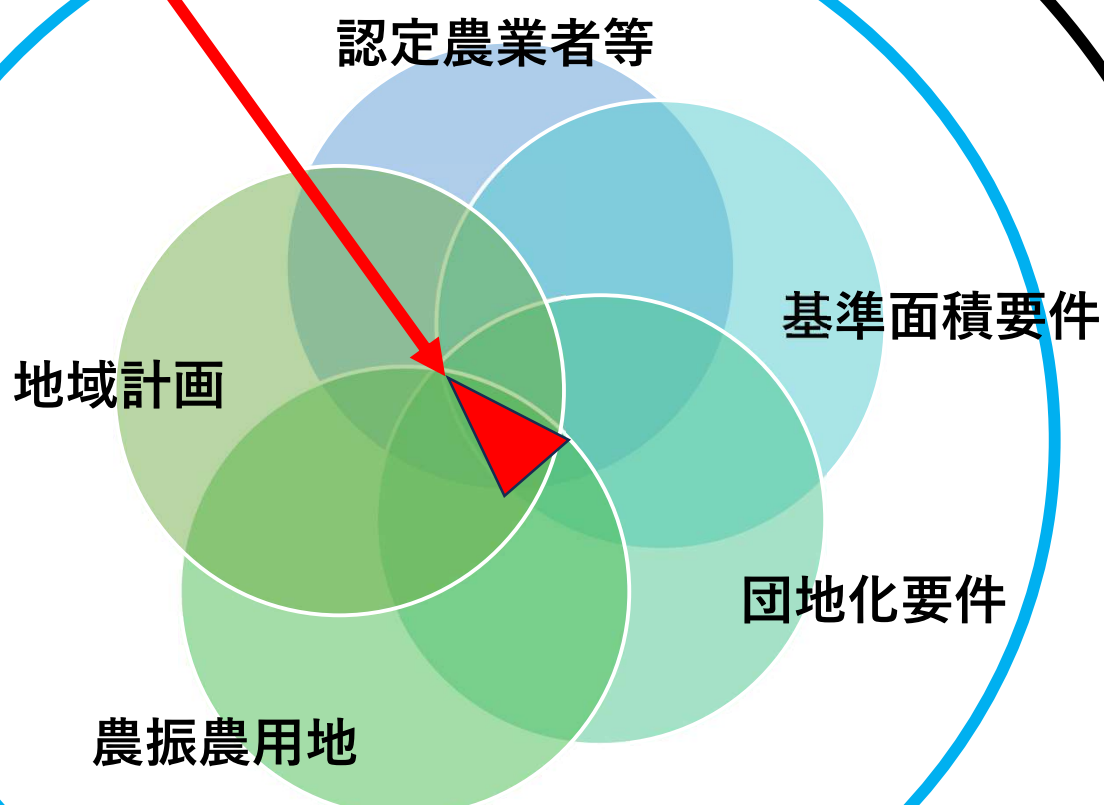 認定農業者等
基準面積要件
地域計画
団地化要件
農振農用地